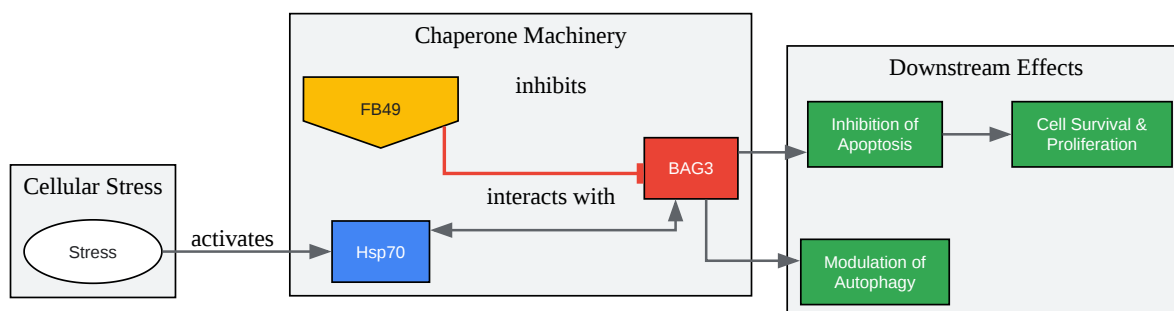 Chaperone Machinery
inhibits
FB49
BAG3
interacts with
Hsp70
Cellular Stress
Stress
activates
Downstream Effects
Inhibition of
Apoptosis
Cell Survival &
Proliferation
Modulation of
Autophagy